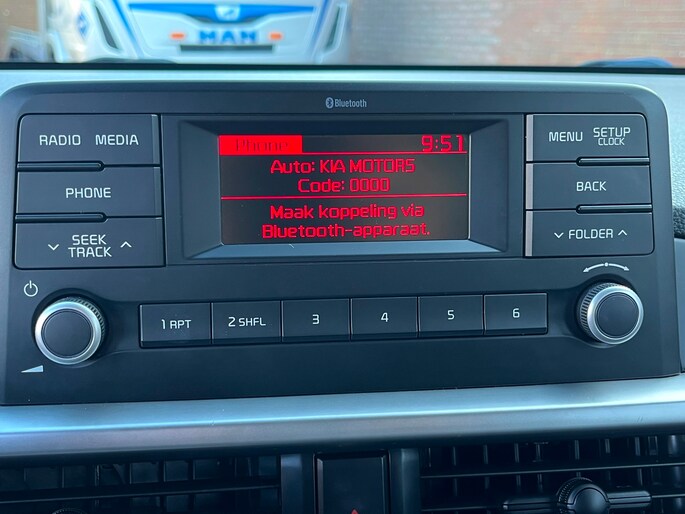 MAN
Bluetooth
RADIO MEDIA
PHONE
SEEK
TRACK
Phone 9:51
Auto: KIA MOTORS
Code: 0000
Maak koppeling via
Bluetooth-apparaat.
MENU SETUP
CLOCK
BACK
FOLDER
1 RPT 2 SHFL 3 4 5 6